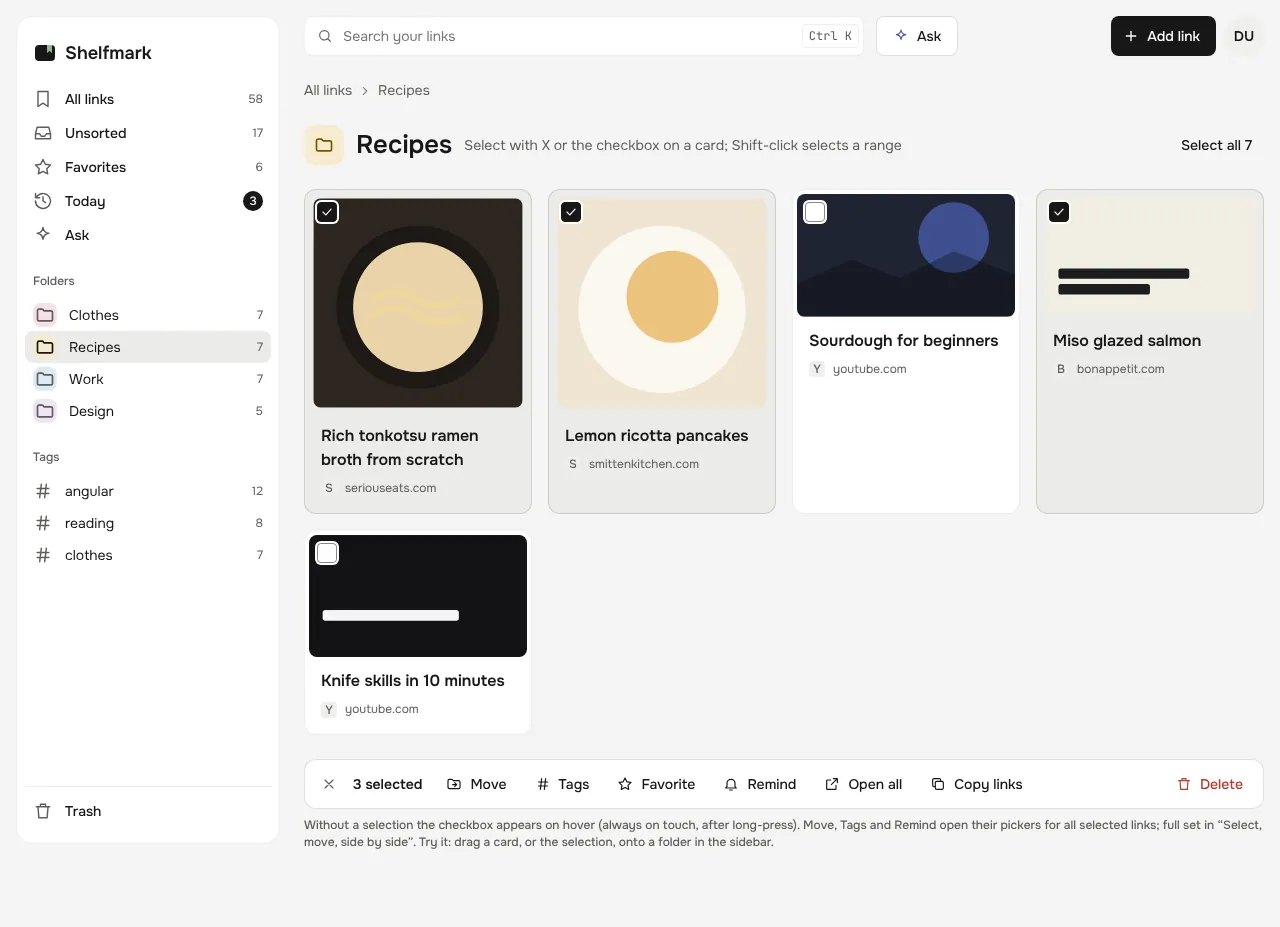 Shelfmark
All links 58
Unsorted 17
Favorites 6
Today 3
Ask
Folders
Clothes 7
Recipes 7
Work 7
Design 5
Tags
# angular 12
# reading 8
# clothes 7
Trash
Search your links Ctrl K
Ask
+ Add link
DU
All links > Recipes
Recipes
Select with X or the checkbox on a card; Shift-click selects a range
Select all 7
Rich tonkotsu ramen
broth from scratch
S seriouseats.com
Lemon ricotta pancakes
S smittenkitchen.com
Sourdough for beginners
Y youtube.com
Miso glazed salmon
B bonappetit.com
Knife skills in 10 minutes
Y youtube.com
3 selected
Move
# Tags
Favorite
Remind
Open all
Copy links
Delete
Without a selection the checkbox appears on hover (always on touch, after long-press). Move, Tags and Remind open their pickers for all selected links; full set in “Select,
move, side by side”. Try it: drag a card, or the selection, onto a folder in the sidebar.